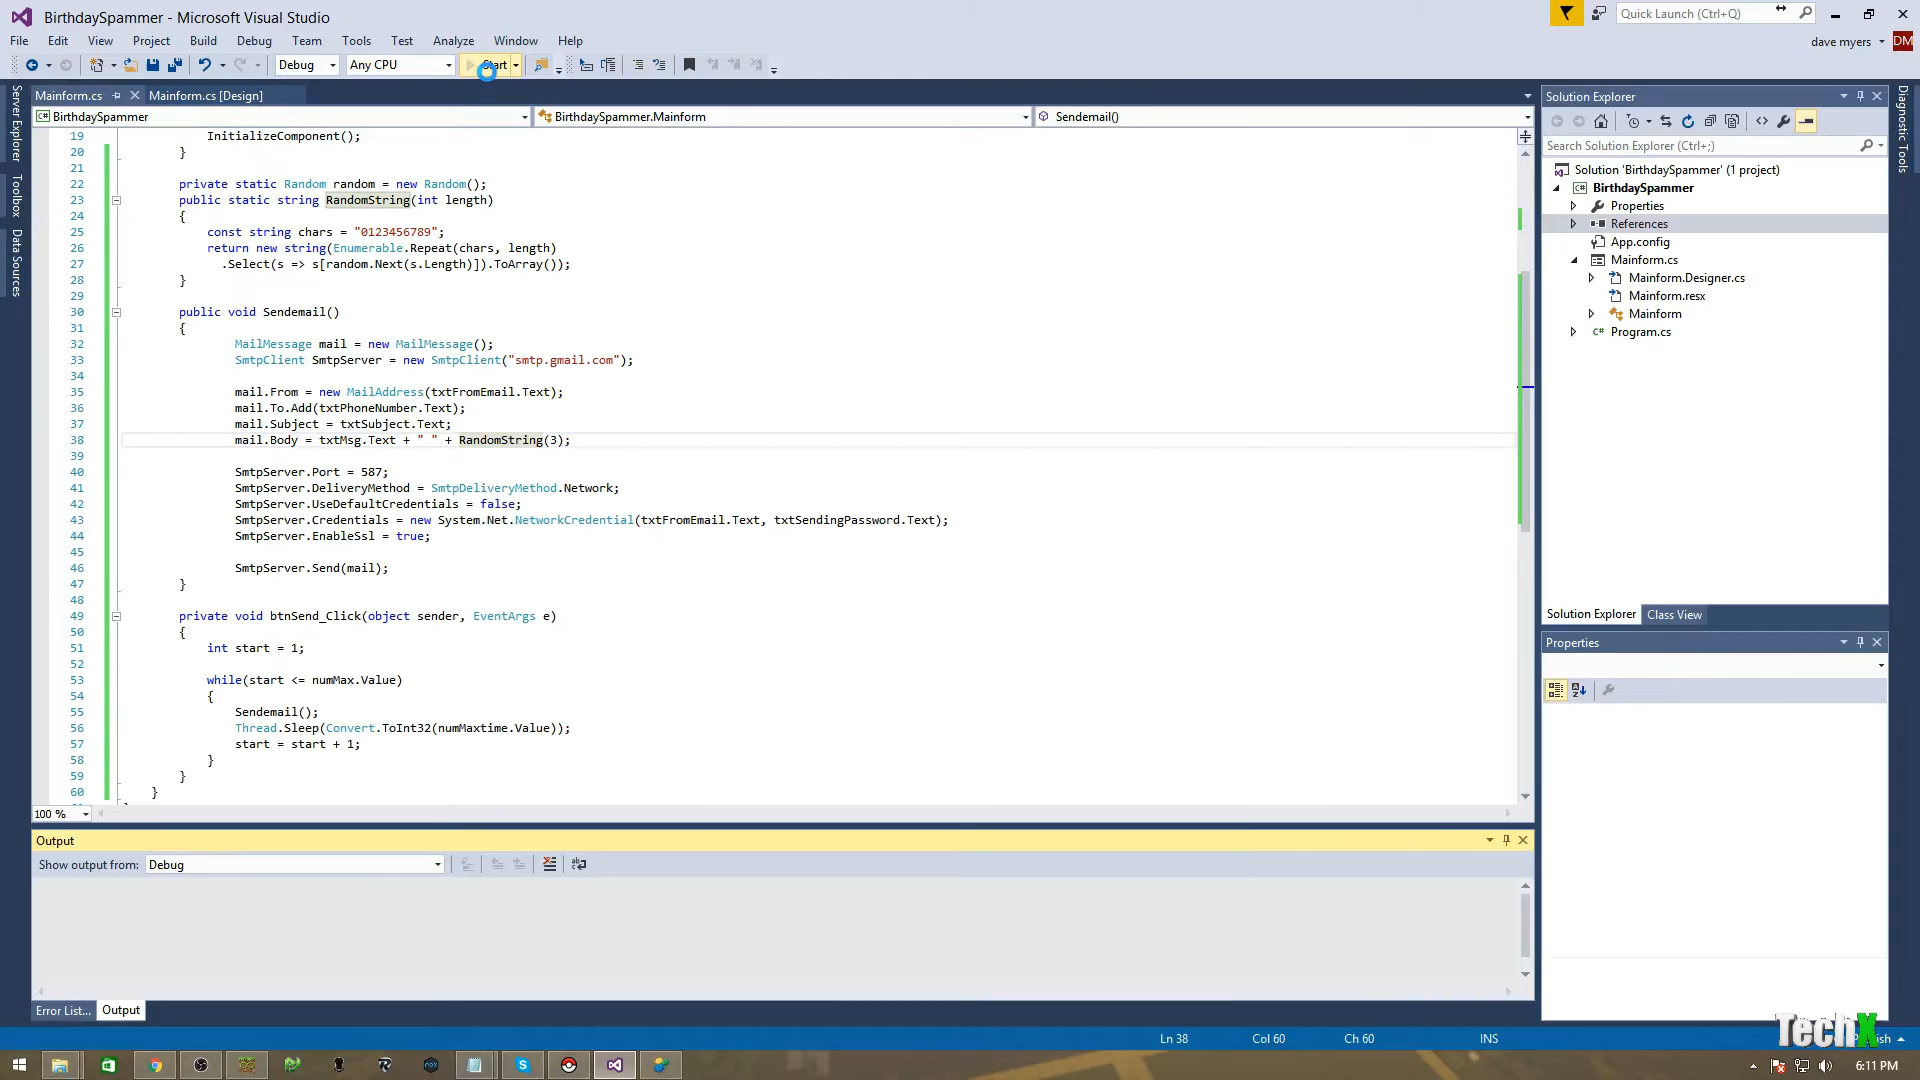 BirthdaySpammer - Microsoft Visual Studio
Quick Launch (Ctrl+Q)
File Edit View Project Build Debug Team Tools Test Analyze Window Help
dave myers
DM
Debug Any CPU Start
Mainform.cs Mainform.cs [Design]
BirthdaySpammer BirthdaySpammer.Mainform Sendemail()
Server Explorer
Toolbox
Data Sources
19 InitializeComponent();
20 }
21
22 private static Random random = new Random();
23 public static string RandomString(int length)
24 {
25 const string chars = "0123456789";
26 return new string(Enumerable.Repeat(chars, length)
27 .Select(s => s[random.Next(s.Length)]).ToArray());
28 }
29
30 public void Sendemail()
31 {
32 MailMessage mail = new MailMessage();
33 SmtpClient SmtpServer = new SmtpClient("smtp.gmail.com");
34
35 mail.From = new MailAddress(txtFromEmail.Text);
36 mail.To.Add(txtPhoneNumber.Text);
37 mail.Subject = txtSubject.Text;
38 mail.Body = txtMsg.Text + " " + RandomString(3);
39
40 SmtpServer.Port = 587;
41 SmtpServer.DeliveryMethod = SmtpDeliveryMethod.Network;
42 SmtpServer.UseDefaultCredentials = false;
43 SmtpServer.Credentials = new System.Net.NetworkCredential(txtFromEmail.Text, txtSendingPassword.Text);
44 SmtpServer.EnableSsl = true;
45
46 SmtpServer.Send(mail);
47 }
48
49 private void btnSend_Click(object sender, EventArgs e)
50 {
51 int start = 1;
52
53 while(start <= numMax.Value)
54 {
55 Sendemail();
56 Thread.Sleep(Convert.ToInt32(numMaxtime.Value));
57 start = start + 1;
58 }
59 }
60 }
100 %
Output
Show output from: Debug
Error List... Output
Solution Explorer
Search Solution Explorer (Ctrl+;)
Solution 'BirthdaySpammer' (1 project)
BirthdaySpammer
Properties
References
App.config
Mainform.cs
Mainform.Designer.cs
Mainform.resx
Mainform
Program.cs
Solution Explorer Class View
Properties
Diagnostic Tools
Ln 38 Col 60 Ch 60 INS
TechX
6:11 PM